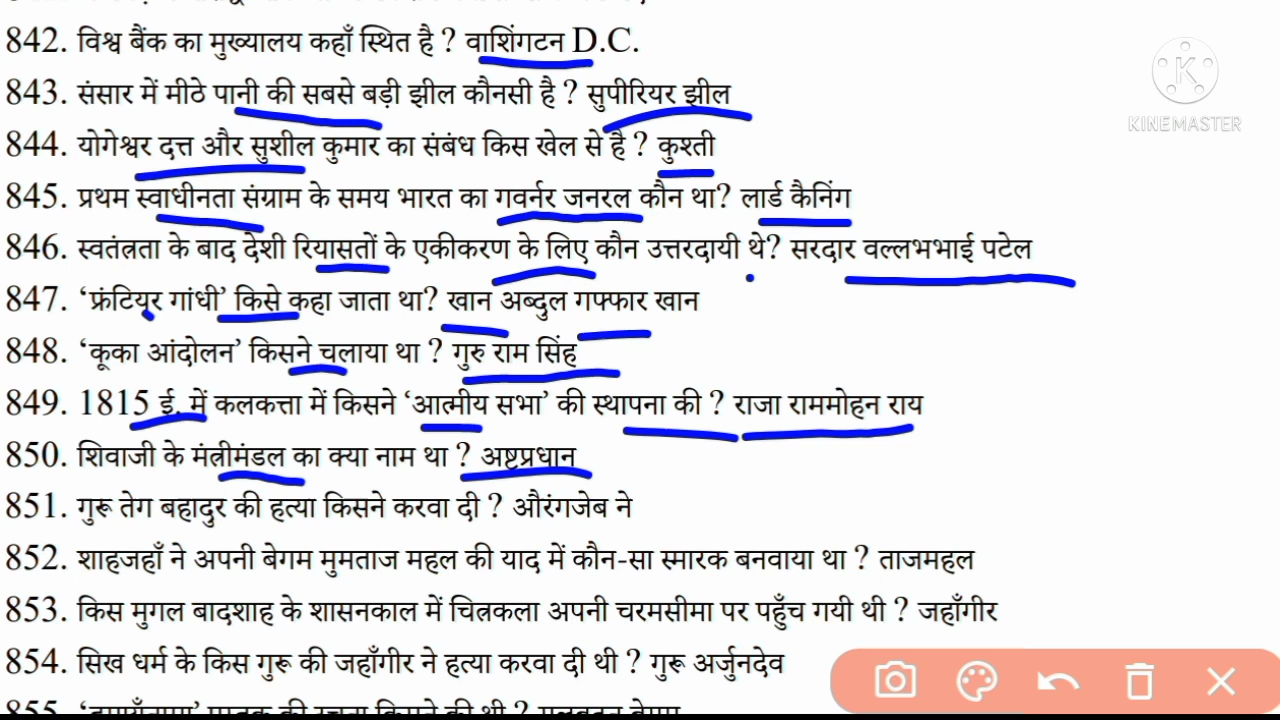 842. विश्व बैंक का मुख्यालय कहाँ स्थित है ? वाशिंगटन D.C.
843. संसार में मीठे पानी की सबसे बड़ी झील कौनसी है ? सुपीरियर झील
844. योगेश्वर दत्त और सुशील कुमार का संबंध किस खेल से है ? कुश्ती
845. प्रथम स्वाधीनता संग्राम के समय भारत का गवर्नर जनरल कौन था? लार्ड कैनिंग
846. स्वतंत्रता के बाद देशी रियासतों के एकीकरण के लिए कौन उत्तरदायी थे? सरदार वल्लभभाई पटेल
847. ‘फ्रंटियर गांधी’ किसे कहा जाता था? खान अब्दुल गफ्फार खान
848. ‘कूका आंदोलन’ किसने चलाया था ? गुरु राम सिंह
849. 1815 ई. में कलकत्ता में किसने ‘आत्मीय सभा’ की स्थापना की ? राजा राममोहन राय
850. शिवाजी के मंत्रीमंडल का क्या नाम था ? अष्टप्रधान
851. गुरू तेग बहादुर की हत्या किसने करवा दी ? औरंगजेब ने
852. शाहजहाँ ने अपनी बेगम मुमताज महल की याद में कौन-सा स्मारक बनवाया था ? ताजमहल
853. किस मुगल बादशाह के शासनकाल में चित्रकला अपनी चरमसीमा पर पहुँच गयी थी ? जहाँगीर
854. सिख धर्म के किस गुरू की जहाँगीर ने हत्या करवा दी थी ? गुरू अर्जुनदेव
K
KINEMASTER